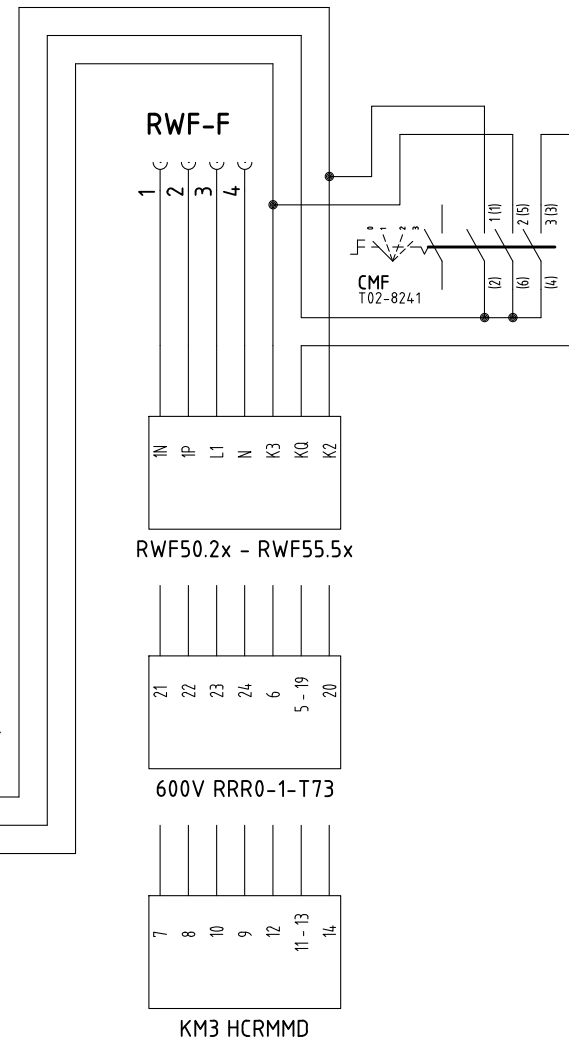 RWF-F
1 2 3 4
1 (1) 2 (5) 3 (3)
0 1 2 3
(2) (6) (4)
CMF
T02-8241
1N 1P L1 N K3 KQ K2
RWF50.2x - RWF55.5x
21 22 23 24 6 5 - 19 20
600V RRR0-1-T73
7 8 10 9 12 11 - 13 14
KM3 HCRMMD